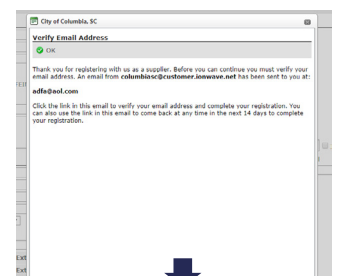 City of Columbia, SC
Verify Email Address
OK
Thank you for registering with us as a supplier. Before you can continue you must verify your
email address. An email from columbiasc@customer.ionwave.net has been sent to you at:
adfa@aol.com
Click the link in this email to verify your email address and complete your registration. You
can also use the link in this email to come back at any time in the next 14 days to complete
your registration.
Ext
Ext